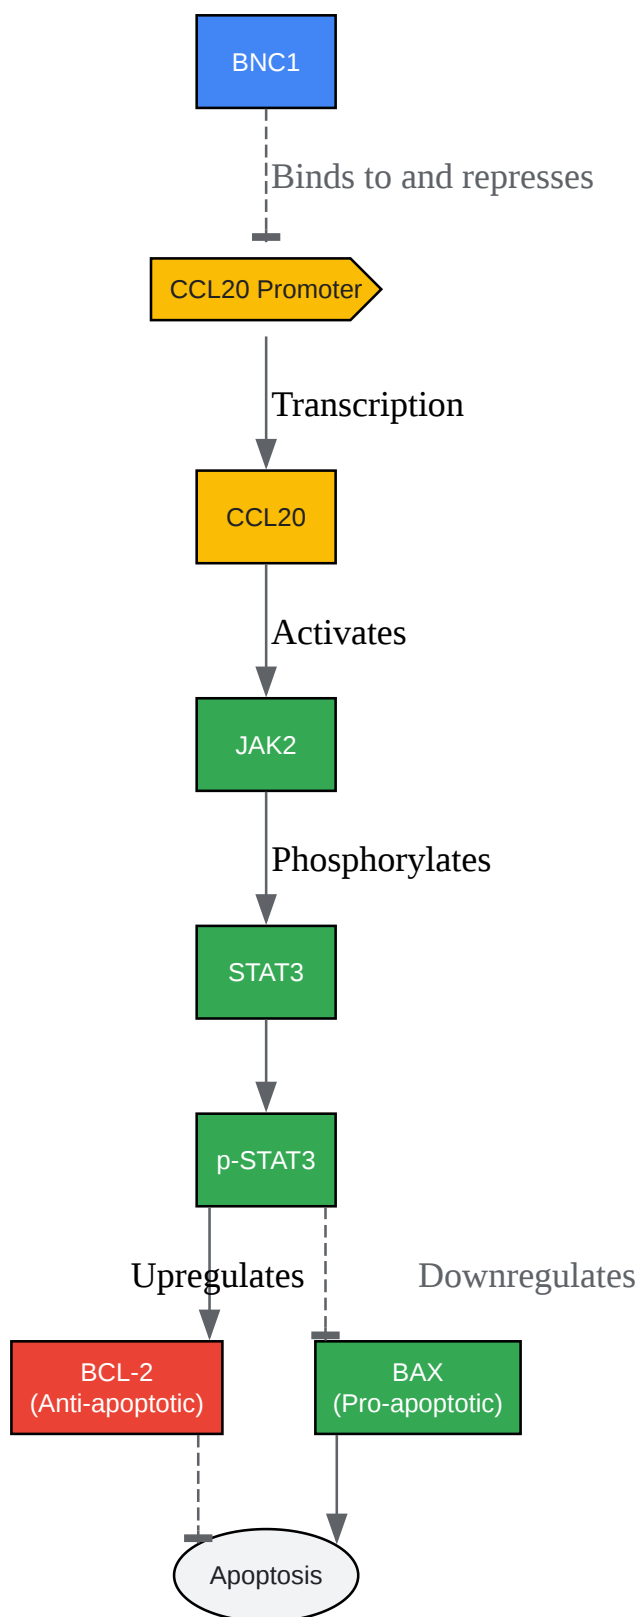 BNC1
Binds to and represses
CCL20 Promoter
Transcription
CCL20
Activates
JAK2
Phosphorylates
STAT3
p-STAT3
Upregulates
Downregulates
BCL-2
(Anti-apoptotic)
BAX
(Pro-apoptotic)
Apoptosis